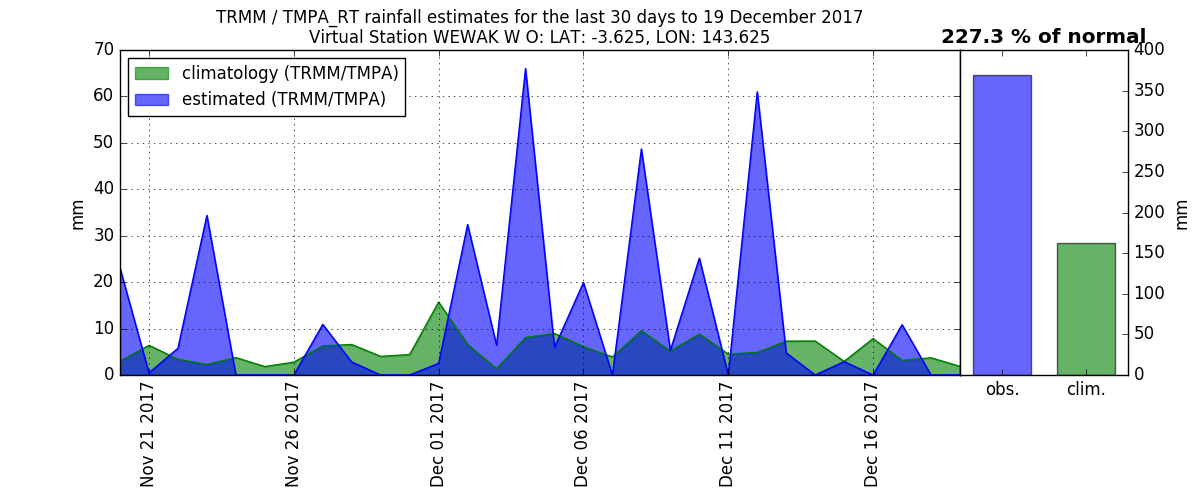 TRMM / TMPA_RT rainfall estimates for the last 30 days to 19 December 2017
Virtual Station WEWAK W O: LAT: -3.625, LON: 143.625
227.3 % of normal
climatology (TRMM/TMPA)
estimated (TRMM/TMPA)
70
60
50
40
30
20
10
0
mm
Nov 21 2017
Nov 26 2017
Dec 01 2017
Dec 06 2017
Dec 11 2017
Dec 16 2017
400
350
300
250
200
150
100
50
0
mm
obs.
clim.